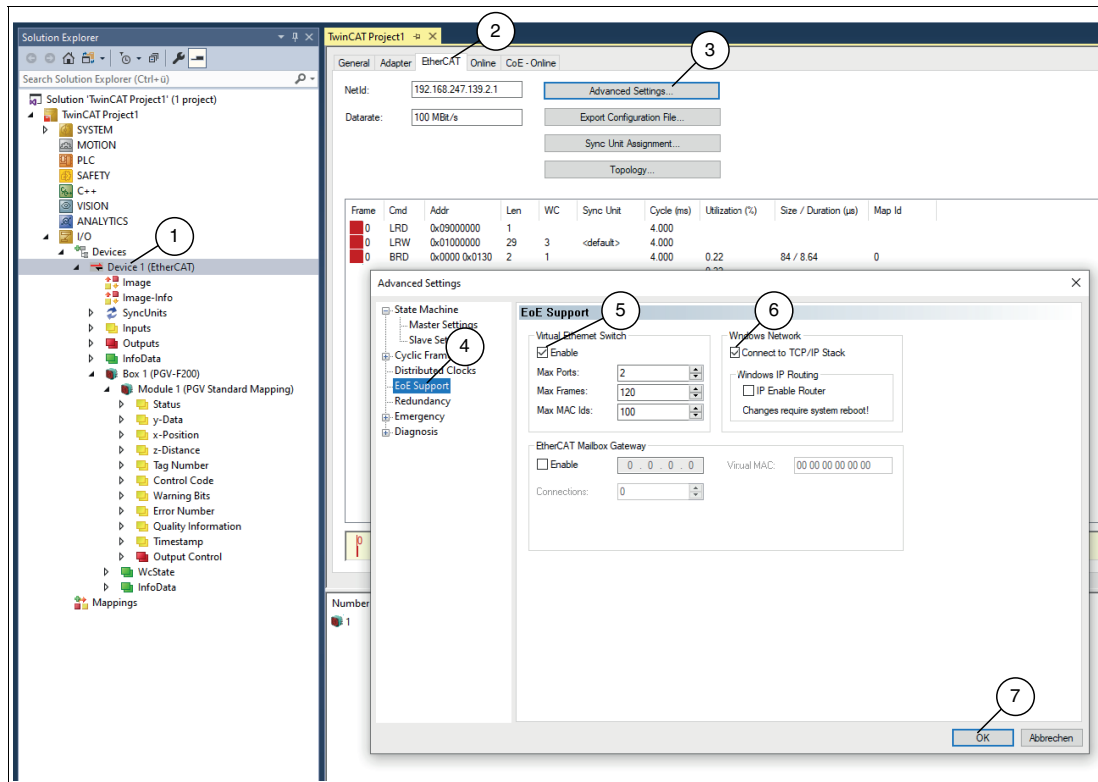 Solution Explorer
Search Solution Explorer (Ctrl+ü)
Solution 'TwinCAT Project1' (1 project)
TwinCAT Project1
SYSTEM
MOTION
PLC
SAFETY
C++
VISION
ANALYTICS
I/O
Devices
Device 1 (EtherCAT)
Image
Image-Info
SyncUnits
Inputs
Outputs
InfoData
Box 1 (PGV-F200)
Module 1 (PGV Standard Mapping)
Status
y-Data
x-Position
z-Distance
Tag Number
Control Code
Warning Bits
Error Number
Quality Information
Timestamp
Output Control
WcState
InfoData
Mappings
1
TwinCAT Project1
2
3
General Adapter EtherCAT Online CoE - Online
NetId: 192.168.247.139.2.1 Advanced Settings...
Datarate: 100 MBit/s Export Configuration File...
Sync Unit Assignment...
Topology...
Frame Cmd Addr Len WC Sync Unit Cycle (ms) Utilization (%) Size / Duration (µs) Map Id
0 LRD 0x09000000 1 4.000
0 LRW 0x01000000 29 3 <default> 4.000
0 BRD 0x0000 0x0130 2 1 4.000 0.22 84 / 8.64 0
Number
1
Advanced Settings
State Machine
Master Settings
Slave Set
Cyclic Fram
Distributed Clocks
EoE Support
Redundancy
Emergency
Diagnosis
4
EoE Support
5
6
Virtual Ethernet Switch
Enable
Max Ports: 2
Max Frames: 120
Max MAC Ids: 100
Windows Network
Connect to TCP/IP Stack
Windows IP Routing
IP Enable Router
Changes require system reboot!
EtherCAT Mailbox Gateway
Enable 0 . 0 . 0 . 0 Virtual MAC: 00 00 00 00 00 00
Connections: 0
7
OK Abbrechen